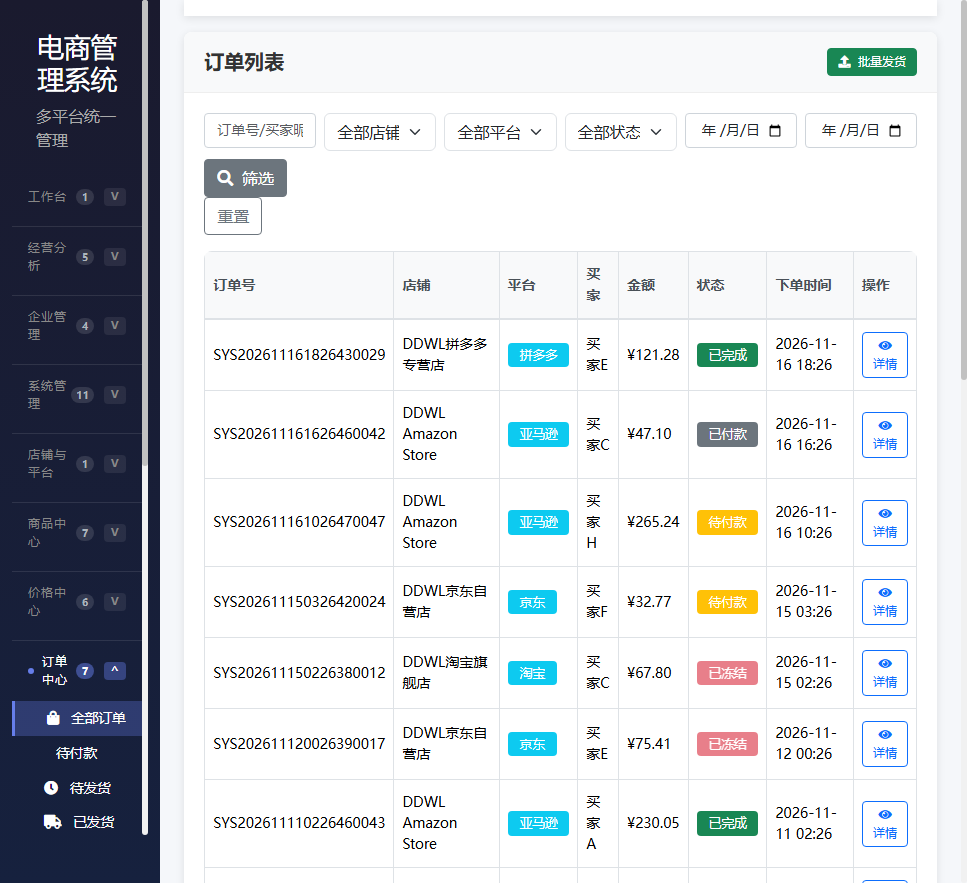 电商管
理系统
多平台统一
管理
工作台 1 V
经营分
析 5 V
企业管
理 4 V
系统管
理 11 V
店铺与
平台 1 V
商品中
心 7 V
价格中
心 6 V
订单
中心 7 ^
全部订单
待付款
待发货
已发货
订单列表
批量发货
订单号/买家
全部店铺 全部平台 全部状态 年 /月/日 年 /月/日
筛选
重置
订单号 店铺 平台 买
家 金额 状态 下单时间 操作
SYS202611161826430029 DDWL拼多多
专营店 拼多多 买
家E ¥121.28 已完成 2026-11-
16 18:26 详情
SYS202611161626460042 DDWL
Amazon
Store 亚马逊 买
家C ¥47.10 已付款 2026-11-
16 16:26 详情
SYS202611161026470047 DDWL
Amazon
Store 亚马逊 买
家
H ¥265.24 待付款 2026-11-
16 10:26 详情
SYS202611150326420024 DDWL京东自
营店 京东 买
家F ¥32.77 待付款 2026-11-
15 03:26 详情
SYS202611150226380012 DDWL淘宝旗
舰店 淘宝 买
家C ¥67.80 已冻结 2026-11-
15 02:26 详情
SYS202611120026390017 DDWL京东自
营店 京东 买
家E ¥75.41 已冻结 2026-11-
12 00:26 详情
SYS202611110226460043 DDWL
Amazon
Store 亚马逊 买
家
A ¥230.05 已完成 2026-11-
11 02:26 详情